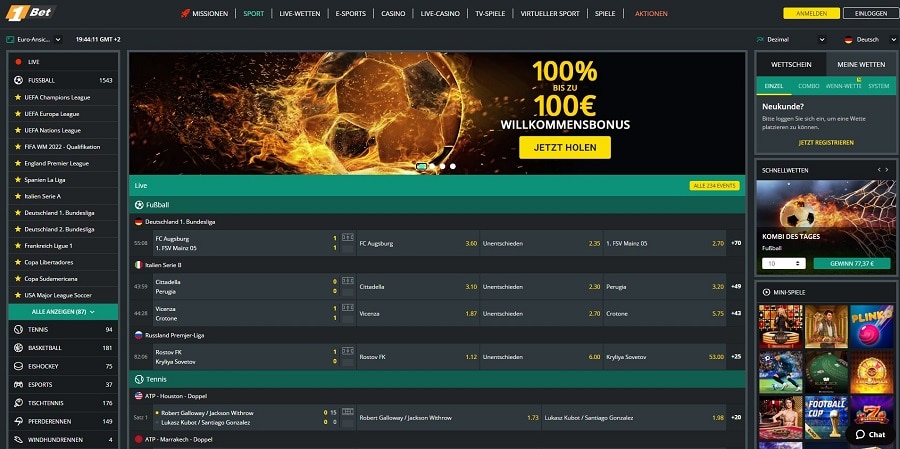 1Bet
MISSIONEN
SPORT
LIVE-WETTEN
E-SPORTS
CASINO
LIVE-CASINO
TV-SPIELE
VIRTUELLER SPORT
SPIELE
AKTIONEN
ANMELDEN
EINLOGGEN
Euro-Ansic...
19:44:11 GMT +2
Dezimal
Deutsch
LIVE
FUSSBALL 1543
UEFA Champions League
UEFA Europa League
UEFA Nations League
FIFA WM 2022 - Qualifikation
England Premier League
Spanien La Liga
Italien Serie A
Deutschland 1. Bundesliga
Deutschland 2. Bundesliga
Frankreich Ligue 1
Copa Libertadores
Copa Sudamericana
USA Major League Soccer
ALLE ANZEIGEN (87)
TENNIS 94
BASKETBALL 181
EISHOCKEY 75
ESPORTS 37
TISCHTENNIS 176
PFERDERENNEN 149
WINDHUNDRENNEN 4
100%
BIS ZU
100€
WILLKOMMENSBONUS
JETZT HOLEN
Live
ALLE 234 EVENTS
Fußball
Deutschland 1. Bundesliga
55:08
FC Augsburg 1
1. FSV Mainz 05 1
FC Augsburg 3.60 Unentschieden 2.35 1. FSV Mainz 05 2.70 +70
Italien Serie B
43:59
Cittadella 0
Perugia 0
Cittadella 3.10 Unentschieden 2.30 Perugia 3.20 +49
44:28
Vicenza 1
Crotone 1
Vicenza 1.87 Unentschieden 2.70 Crotone 5.75 +43
Russland Premjer-Liga
82:06
Rostov FK 1
Kryliya Sovetov 0
Rostov FK 1.12 Unentschieden 6.00 Kryliya Sovetov 53.00 +25
Tennis
ATP - Houston - Doppel
Satz 1
Robert Galloway / Jackson Withrow 0 15
Lukasz Kubot / Santiago Gonzalez 0 0
Robert Galloway / Jackson Withrow 1.73 Lukasz Kubot / Santiago Gonzalez 1.98 +20
ATP - Marrakech - Doppel
WETTSCHEIN
MEINE WETTEN
EINZEL
COMBO
WENN-WETTE
SYSTEM
Neukunde?
Bitte loggen Sie sich ein, um eine Wette
platzieren zu können.
JETZT REGISTRIEREN
SCHNELLWETTEN
KOMBI DES TAGES
Fußball
10
GEWINN 77,37 €
MINI-SPIELE
PLINKO
BLACKJACK
FOOTBALL
CUP
Chat